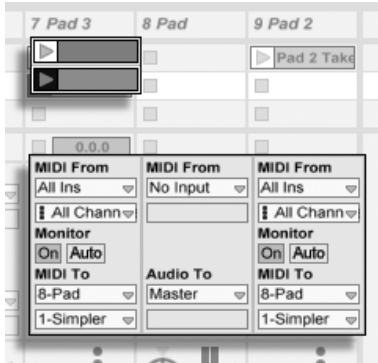 7 Pad 3 8 Pad 9 Pad 2
Pad 2 Take
0.0.0
MIDI From MIDI From MIDI From
All Ins No Input All Ins
All Chann All Chann
Monitor Monitor
On Auto On Auto
MIDI To Audio To MIDI To
8-Pad Master 8-Pad
1-Simpler 1-Simpler